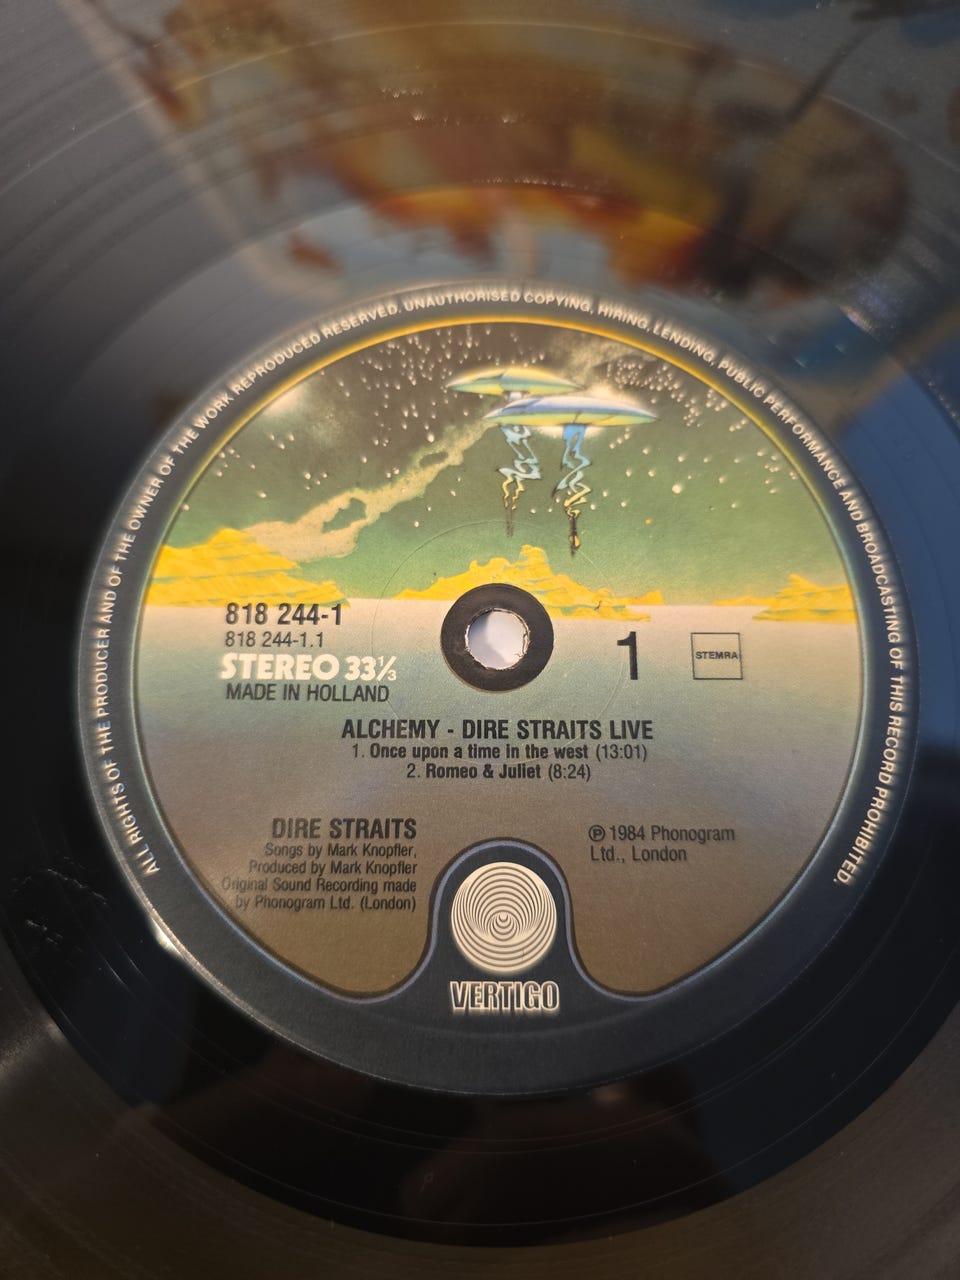 ALL RIGHTS OF THE PRODUCER AND OF THE OWNER OF THE WORK REPRODUCED RESERVED. UNAUTHORISED COPYING, HIRING, LENDING, PUBLIC PERFORMANCE AND BROADCASTING OF THIS RECORD PROHIBITED.
818 244-1
818 244-1.1
STEREO 33⅓
MADE IN HOLLAND
1
STEMRA
ALCHEMY - DIRE STRAITS LIVE
1. Once upon a time in the west (13:01)
2. Romeo & Juliet (8:24)
DIRE STRAITS
Songs by Mark Knopfler,
Produced by Mark Knopfler
Original Sound Recording made
by Phonogram Ltd. (London)
℗ 1984 Phonogram
Ltd., London
VERTIGO